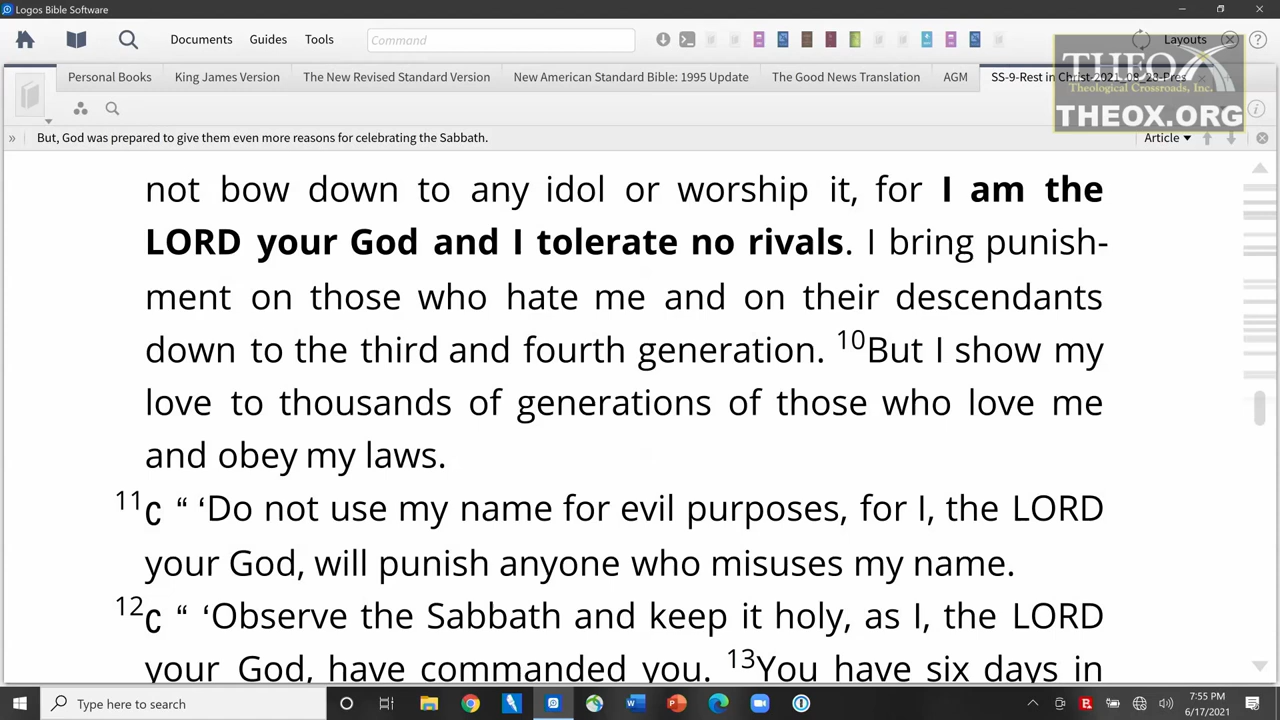 Logos Bible Software
Documents Guides Tools Command Layouts
Personal Books King James Version The New Revised Standard Version New American Standard Bible: 1995 Update The Good News Translation AGM SS-9-Rest in Christ-2021_08_28-Pres
THEOX
Theological Crossroads, Inc.
THEOX.ORG
» But, God was prepared to give them even more reasons for celebrating the Sabbath. Article
not bow down to any idol or worship it, for I am the
LORD your God and I tolerate no rivals. I bring punish-
ment on those who hate me and on their descendants
down to the third and fourth generation. 10But I show my
love to thousands of generations of those who love me
and obey my laws.
11c “ ‘Do not use my name for evil purposes, for I, the LORD
your God, will punish anyone who misuses my name.
12c “ ‘Observe the Sabbath and keep it holy, as I, the LORD
your God, have commanded you. 13You have six days in
Type here to search
7:55 PM
6/17/2021